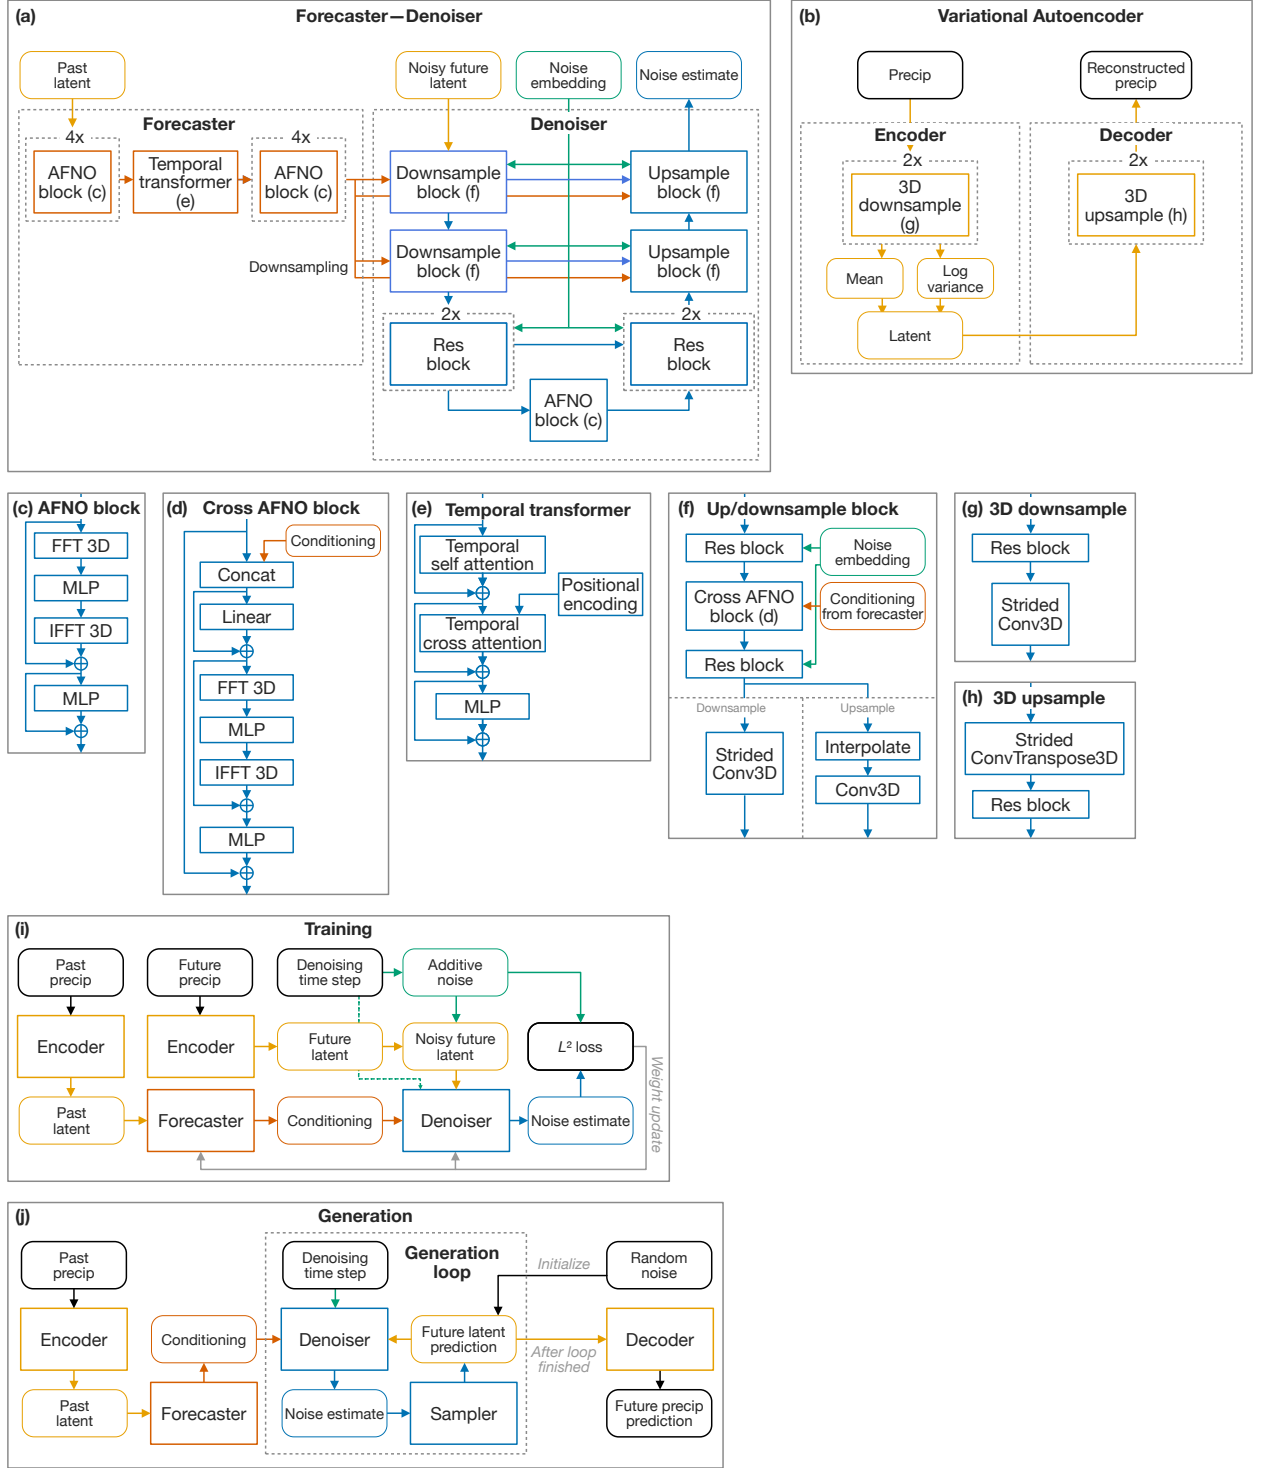 (a)
Forecaster—Denoiser
Past
latent
Noisy future
latent
Noise
embedding
Noise estimate
Forecaster
Denoiser
4x
AFNO
block (c)
Temporal
transformer
(e)
4x
AFNO
block (c)
Downsample
block (f)
Upsample
block (f)
Downsampling
Downsample
block (f)
Upsample
block (f)
2x
Res
block
2x
Res
block
AFNO
block (c)
(b)
Variational Autoencoder
Precip
Reconstructed
precip
Encoder
Decoder
2x
3D
downsample
(g)
2x
3D
upsample (h)
Mean
Log
variance
Latent
(c) AFNO block
FFT 3D
MLP
IFFT 3D
MLP
(d) Cross AFNO block
Conditioning
Concat
Linear
FFT 3D
MLP
IFFT 3D
MLP
(e) Temporal transformer
Temporal
self attention
Positional
encoding
Temporal
cross attention
MLP
(f) Up/downsample block
Res block
Noise
embedding
Cross AFNO
block (d)
Conditioning
from forecaster
Res block
Downsample
Upsample
Strided
Conv3D
Interpolate
Conv3D
(g) 3D downsample
Res block
Strided
Conv3D
(h) 3D upsample
Strided
ConvTranspose3D
Res block
(i)
Training
Past
precip
Future
precip
Denoising
time step
Additive
noise
Encoder
Encoder
Future
latent
Noisy future
latent
L² loss
Weight update
Past
latent
Forecaster
Conditioning
Denoiser
Noise estimate
(j)
Generation
Past
precip
Denoising
time step
Generation
loop
Initialize
Random
noise
Encoder
Conditioning
Denoiser
Future latent
prediction
After loop
finished
Decoder
Past
latent
Forecaster
Noise estimate
Sampler
Future precip
prediction